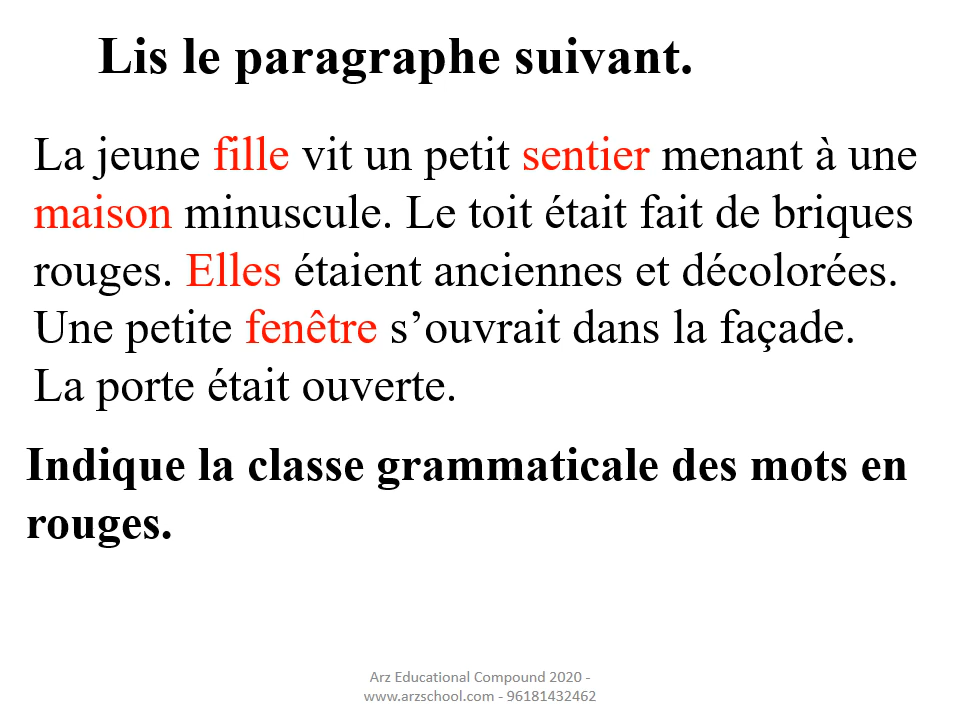 Lis le paragraphe suivant.
La jeune fille vit un petit sentier menant à une
maison minuscule. Le toit était fait de briques
rouges. Elles étaient anciennes et décolorées.
Une petite fenêtre s’ouvrait dans la façade.
La porte était ouverte.
Indique la classe grammaticale des mots en
rouges.
Arz Educational Compound 2020 -
www.arzschool.com - 96181432462